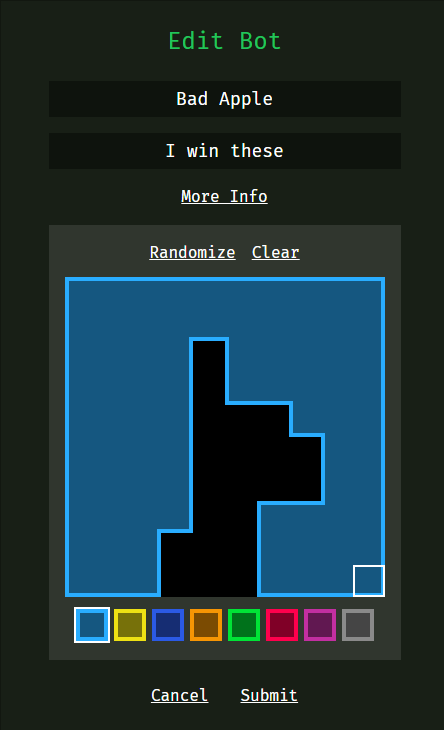 Edit Bot
Bad Apple
I win these
More Info
Randomize Clear
Cancel Submit